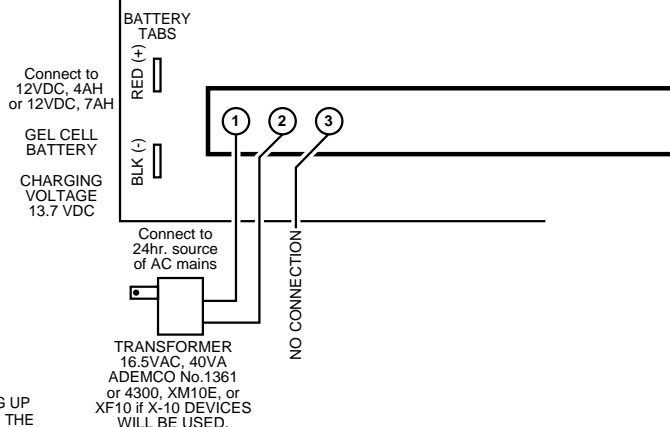 BATTERY
TABS
RED (+)
BLK (-)
Connect to
12VDC, 4AH
or 12VDC, 7AH
GEL CELL
BATTERY
CHARGING
VOLTAGE
13.7 VDC
1 2 3
Connect to
24hr. source
of AC mains
NO CONNECTION
TRANSFORMER
16.5VAC, 40VA
ADEMCO No.1361
or 4300, XM10E, or
XF10 if X-10 DEVICES
WILL BE USED.
UP
THE